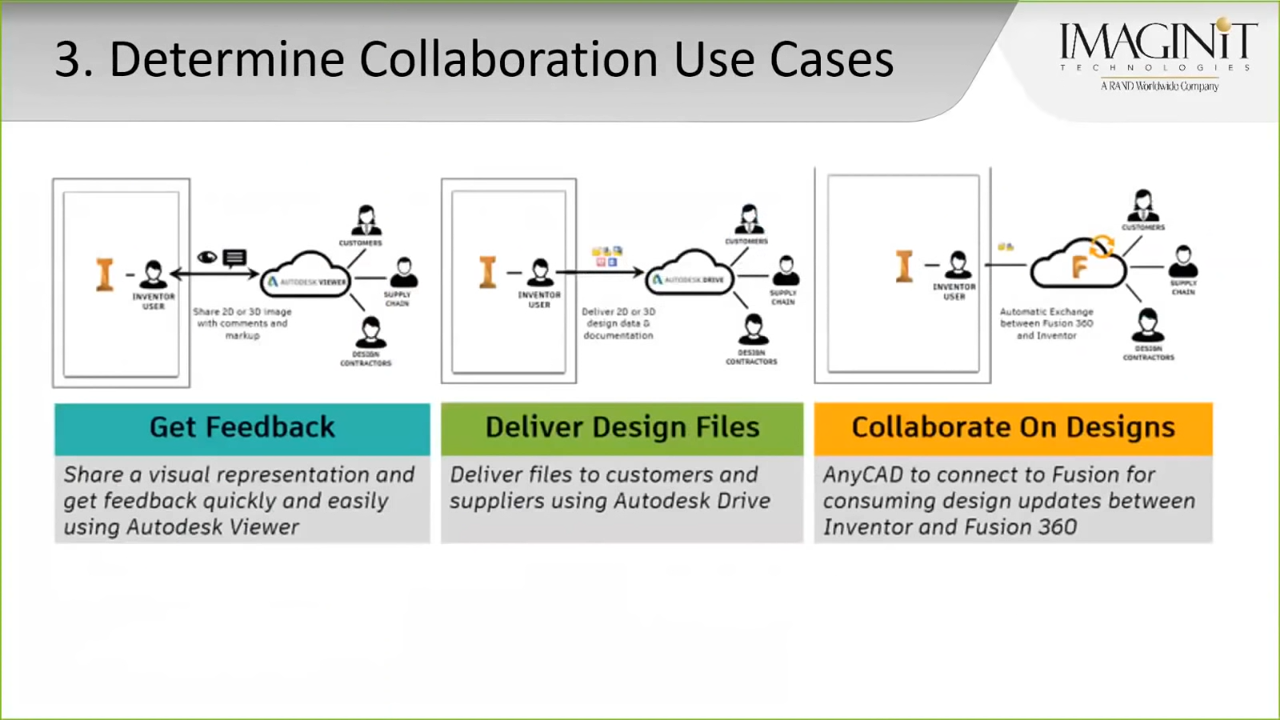 3. Determine Collaboration Use Cases
IMAGINiT
TECHNOLOGIES
A RAND Worldwide Company
I
INVENTOR
USER
Share 2D or 3D image
with comments and
markup
AUTODESK VIEWER
CUSTOMERS
SUPPLY
CHAIN
DESIGN
CONTRACTORS
I
INVENTOR
USER
Deliver 2D or 3D
design data &
documentation
AUTODESK DRIVE
CUSTOMERS
SUPPLY
CHAIN
DESIGN
CONTRACTORS
I
INVENTOR
USER
F
Automatic Exchange
between Fusion 360
and Inventor
CUSTOMERS
SUPPLY
CHAIN
DESIGN
CONTRACTORS
Get Feedback
Share a visual representation and
get feedback quickly and easily
using Autodesk Viewer
Deliver Design Files
Deliver files to customers and
suppliers using Autodesk Drive
Collaborate On Designs
AnyCAD to connect to Fusion for
consuming design updates between
Inventor and Fusion 360